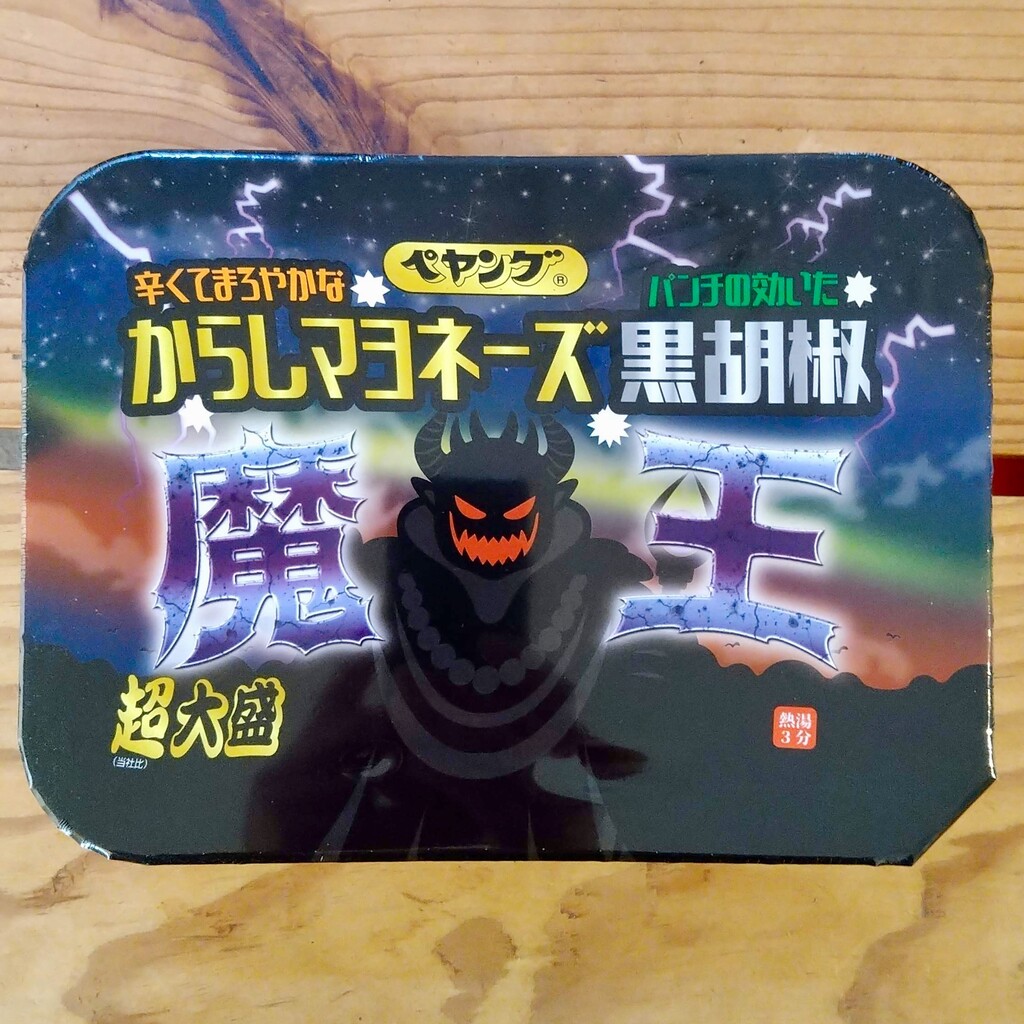 ペヤング®
辛くてまろやかな パンチの効いた
からしマヨネーズ 黒胡椒
魔王
超大盛
(当社比)
熱湯
3分